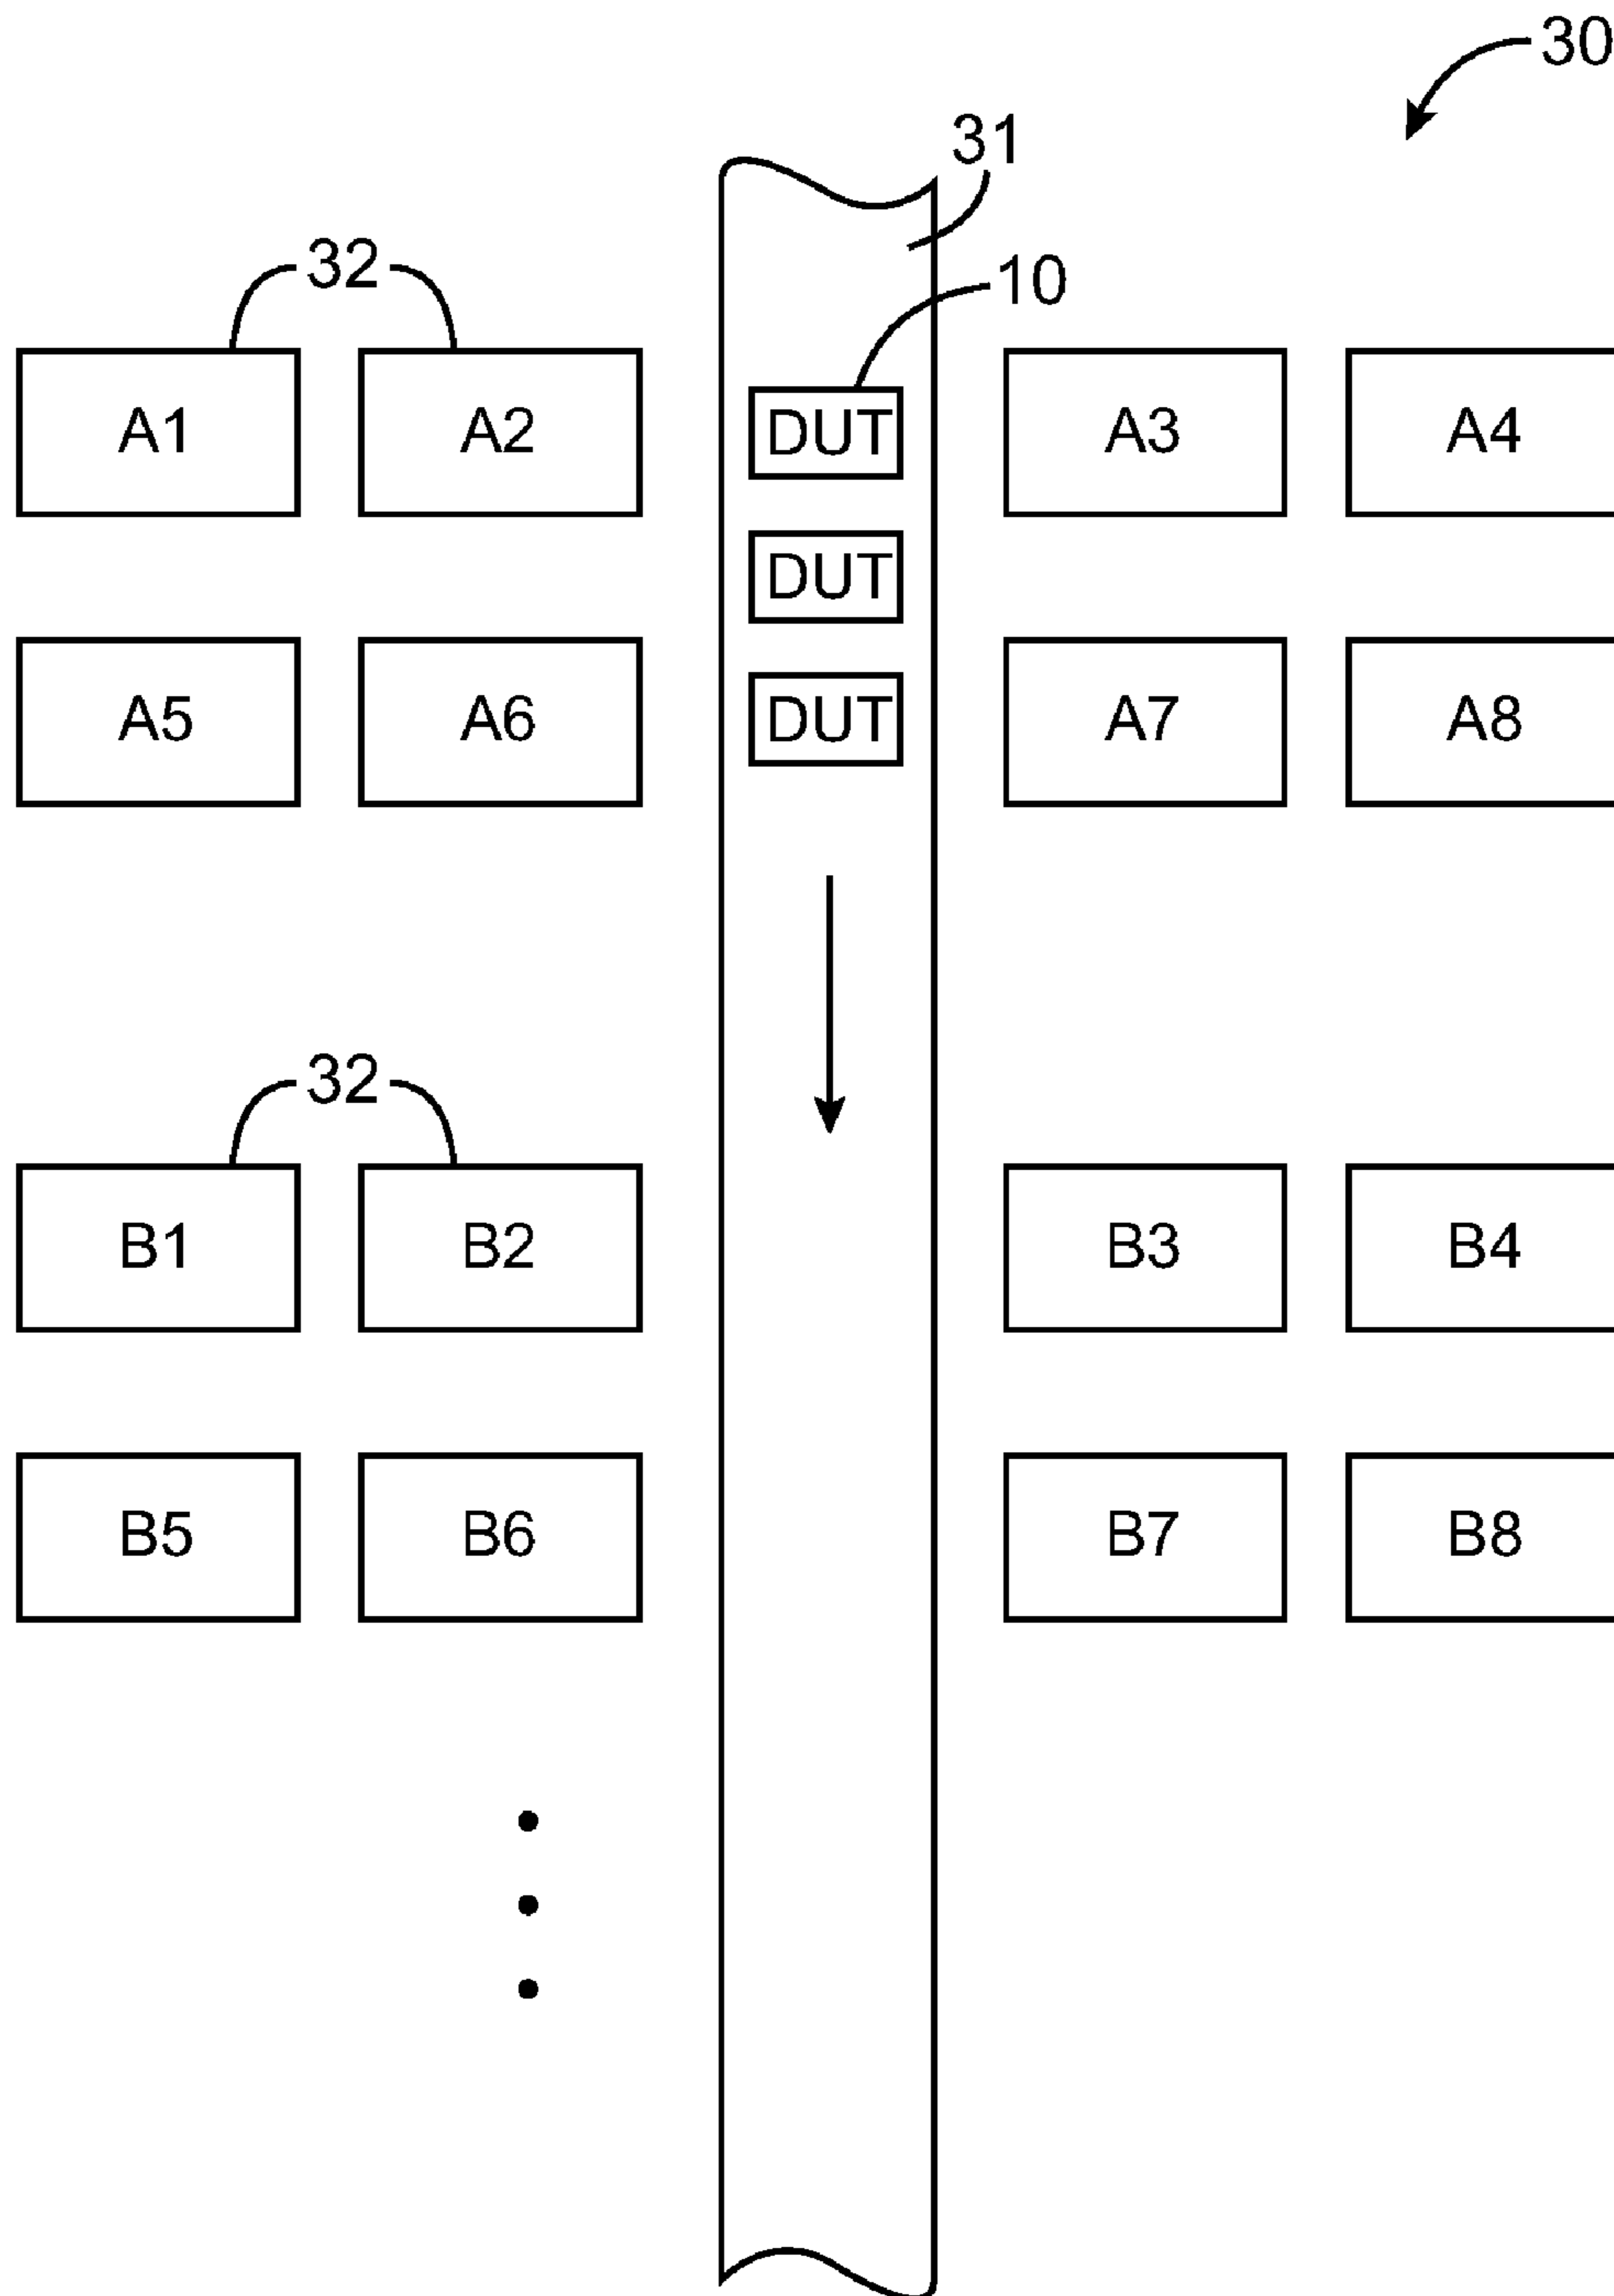 30
31
32
10
A1 A2 DUT A3 A4
DUT
A5 A6 DUT A7 A8
32
B1 B2 B3 B4
B5 B6 B7 B8